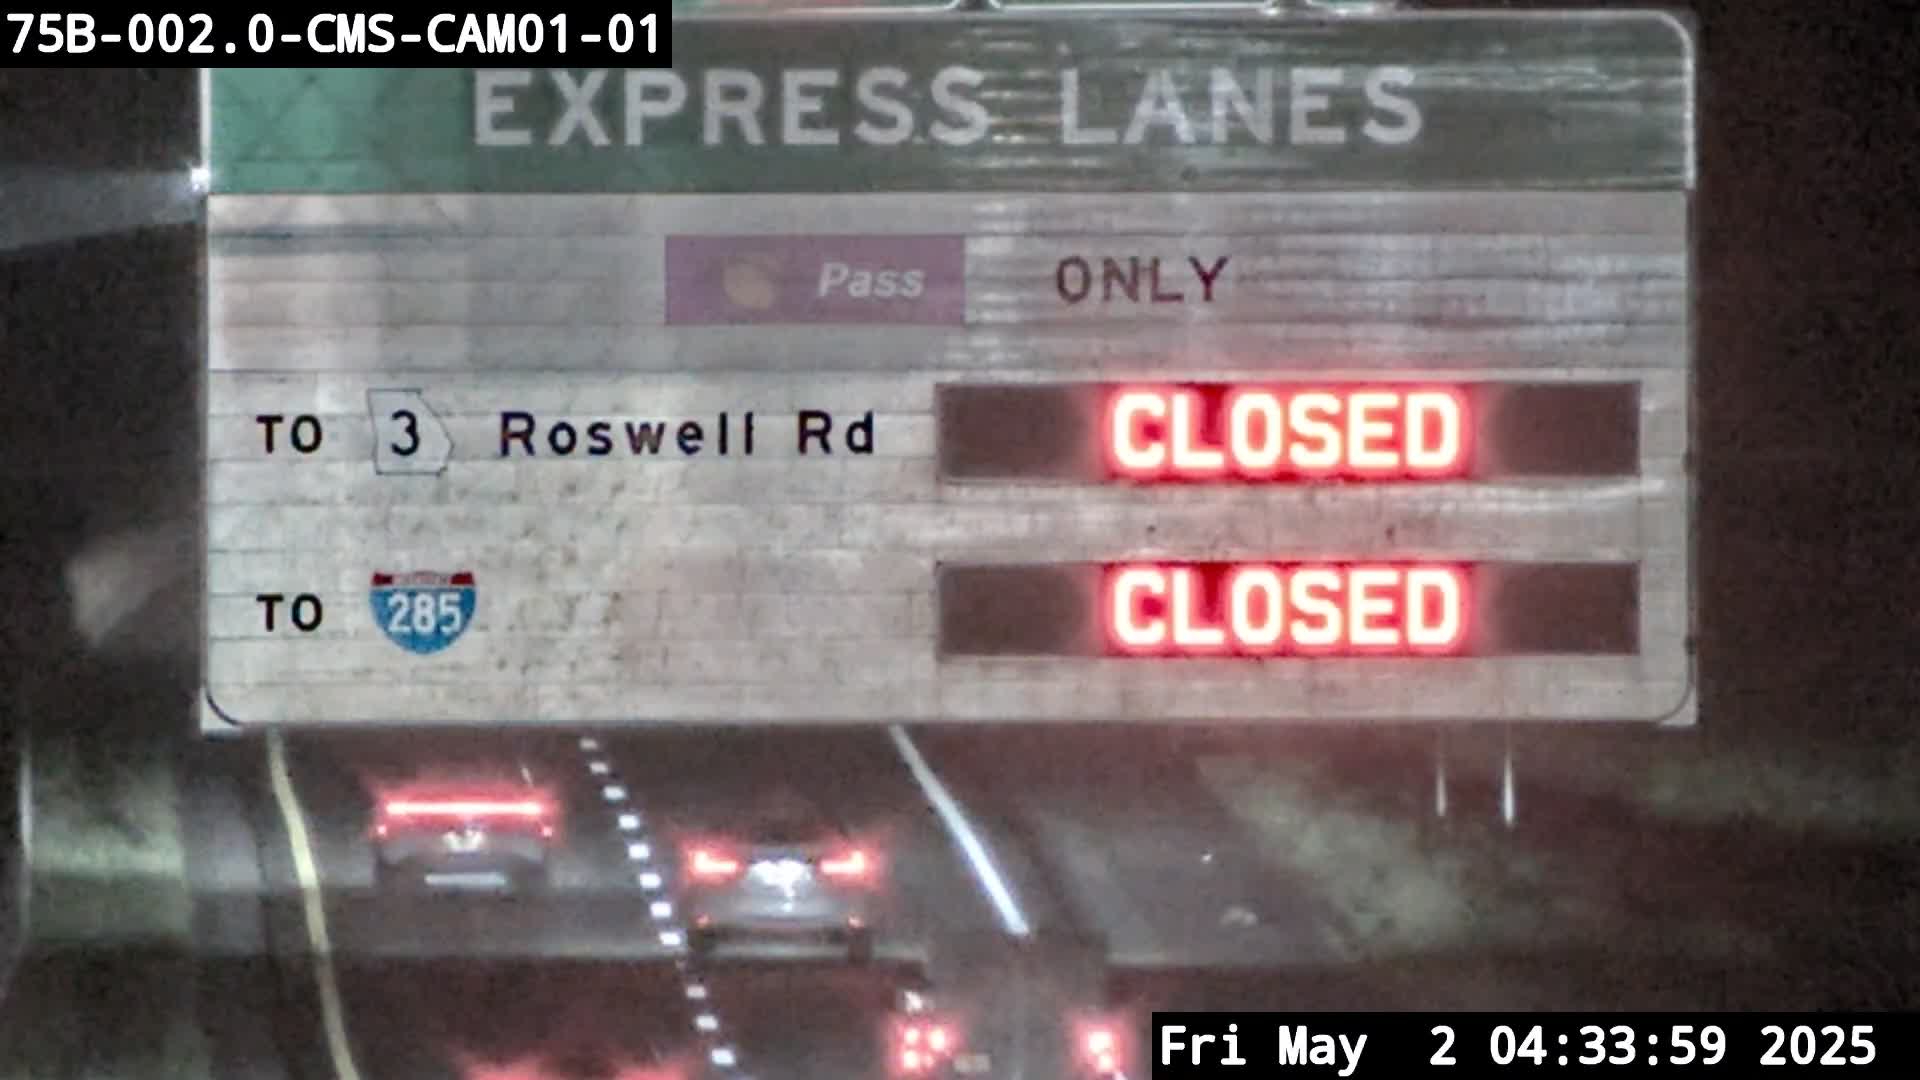 75B-002.0-CMS-CAM01-01
EXPRESS LANES
Pass ONLY
TO 3 Roswell Rd CLOSED
TO 285 CLOSED
Fri May 2 04:33:59 2025